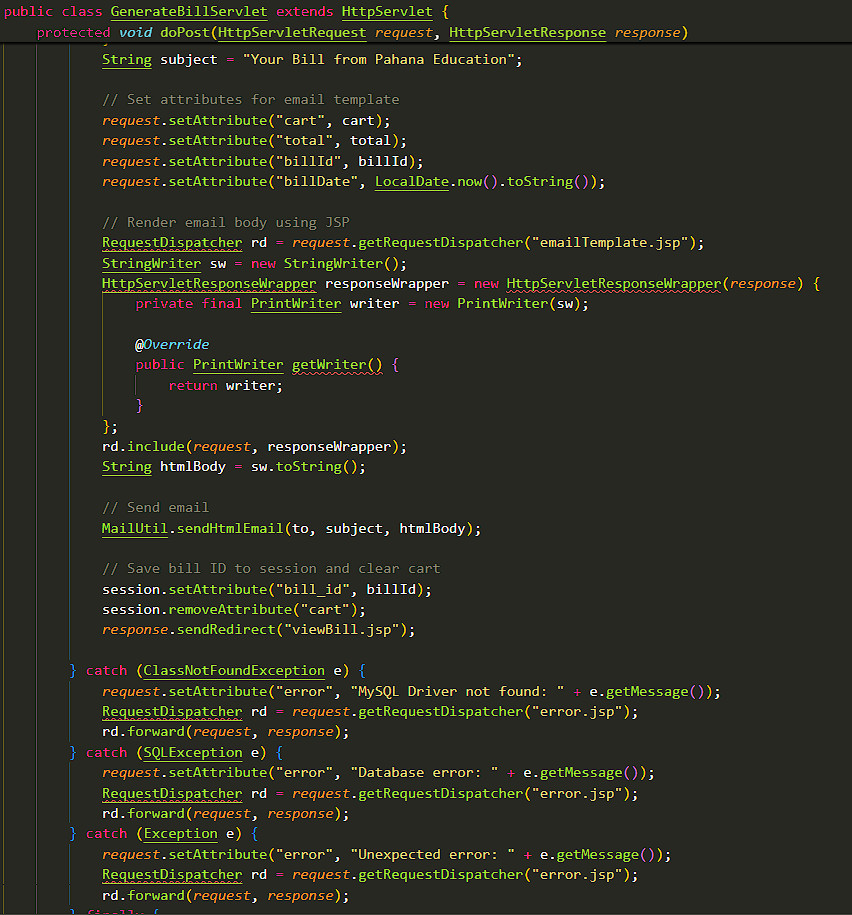 public class GenerateBillServlet extends HttpServlet {
    protected void doPost(HttpServletRequest request, HttpServletResponse response)
            String subject = "Your Bill from Pahana Education";

            // Set attributes for email template
            request.setAttribute("cart", cart);
            request.setAttribute("total", total);
            request.setAttribute("billId", billId);
            request.setAttribute("billDate", LocalDate.now().toString());

            // Render email body using JSP
            RequestDispatcher rd = request.getRequestDispatcher("emailTemplate.jsp");
            StringWriter sw = new StringWriter();
            HttpServletResponseWrapper responseWrapper = new HttpServletResponseWrapper(response) {
                private final PrintWriter writer = new PrintWriter(sw);

                @Override
                public PrintWriter getWriter() {
                    return writer;
                }
            };
            rd.include(request, responseWrapper);
            String htmlBody = sw.toString();

            // Send email
            MailUtil.sendHtmlEmail(to, subject, htmlBody);

            // Save bill ID to session and clear cart
            session.setAttribute("bill_id", billId);
            session.removeAttribute("cart");
            response.sendRedirect("viewBill.jsp");

        } catch (ClassNotFoundException e) {
            request.setAttribute("error", "MySQL Driver not found: " + e.getMessage());
            RequestDispatcher rd = request.getRequestDispatcher("error.jsp");
            rd.forward(request, response);
        } catch (SQLException e) {
            request.setAttribute("error", "Database error: " + e.getMessage());
            RequestDispatcher rd = request.getRequestDispatcher("error.jsp");
            rd.forward(request, response);
        } catch (Exception e) {
            request.setAttribute("error", "Unexpected error: " + e.getMessage());
            RequestDispatcher rd = request.getRequestDispatcher("error.jsp");
            rd.forward(request, response);
        } finally {